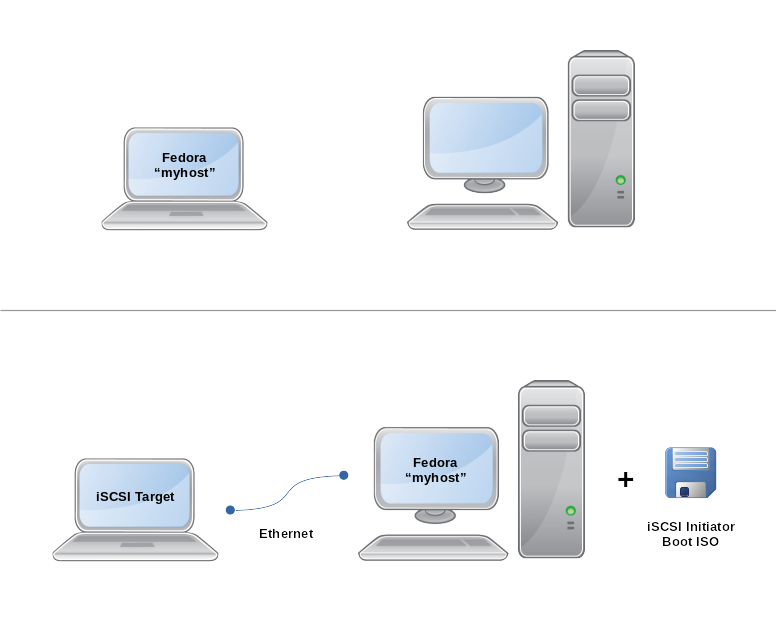 Fedora
“myhost”
iSCSI Target
Ethernet
Fedora
“myhost”
+
iSCSI Initiator
Boot ISO